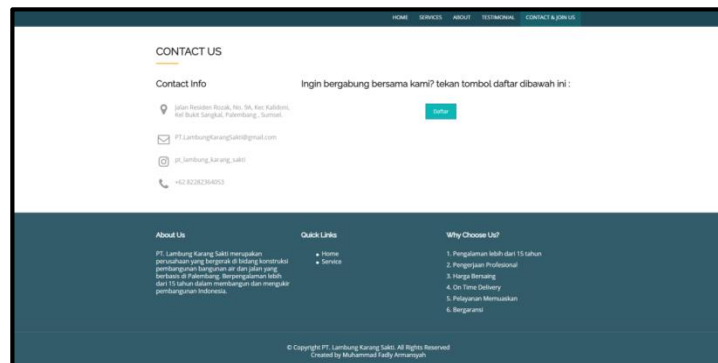 HOME SERVICES ABOUT TESTIMONIAL CONTACT & JOIN US
CONTACT US
Contact Info
Jalan Residen Rozak, No. 9A, Kec Kalidoni,
Kel Bukit Sangkal, Palembang , Sumsel.
PT.LambungKarangSakti@gmail.com
pt_lambung_karang_sakti
+62 82282364053
Ingin bergabung bersama kami? tekan tombol daftar dibawah ini :
Daftar
About Us
PT. Lambung Karang Sakti merupakan
perusahaan yang bergerak di bidang konstruksi
pembangunan bangunan air dan jalan yang
berbasis di Palembang. Berpengalaman lebih
dari 15 tahun dalam membangun dan mengukir
pembangunan Indonesia.
Quick Links
Home
Service
Why Choose Us?
1. Pengalaman lebih dari 15 tahun
2. Pengerjaan Profesional
3. Harga Bersaing
4. On Time Delivery
5. Pelayanan Memuaskan
6. Bergaransi
© Copyright PT. Lambung Karang Sakti. All Rights Reserved
Created by Muhammad Fadly Armansyah